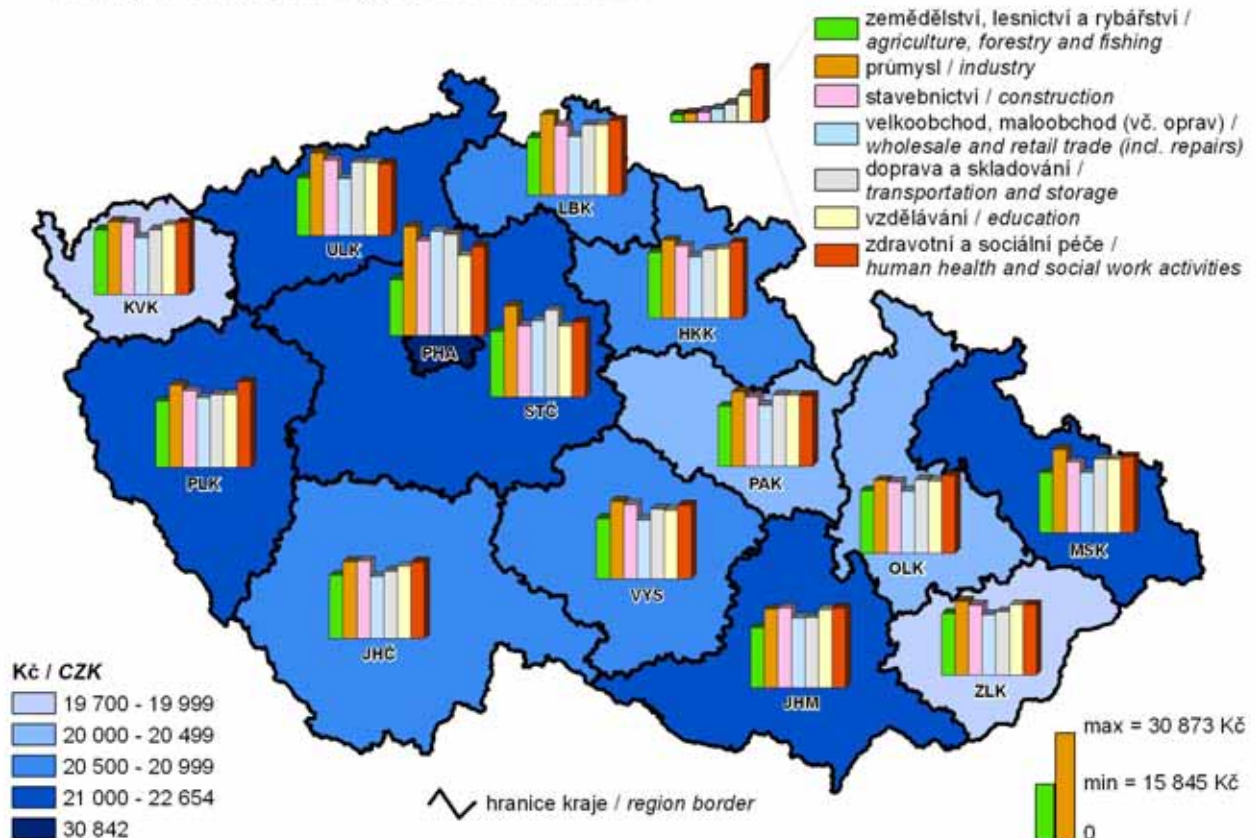 zemědělství, lesnictví a rybářství /
agriculture, forestry and fishing
průmysl / industry
stavebnictví / construction
velkoobchod, maloobchod (vč. oprav) /
wholesale and retail trade (incl. repairs)
doprava a skladování /
transportation and storage
vzdělávání / education
zdravotní a sociální péče /
human health and social work activities
LBK
ULK
KVK
HKK
PHA
STČ
PLK
PAK
OLK
MSK
VYS
JHČ
JHM
ZLK
Kč / CZK
19 700 - 19 999
20 000 - 20 499
20 500 - 20 999
21 000 - 22 654
30 842
hranice kraje / region border
max = 30 873 Kč
min = 15 845 Kč
0